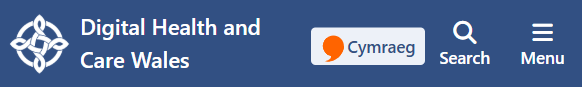 Digital Health and
Care Wales
Cymraeg
Search
Menu